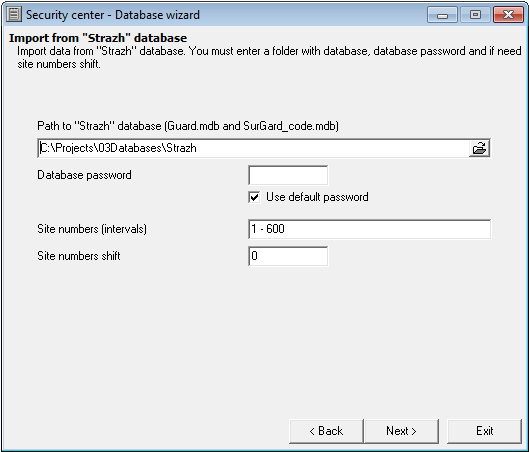 Security center - Database wizard
Import from "Strazh" database
Import data from "Strazh" database. You must enter a folder with database, database password and if need
site numbers shift.
Path to "Strazh" database (Guard.mdb and SurGard_code.mdb)
C:\Projects\03Databases\Strazh
Database password
Use default password
Site numbers (intervals)
1 - 600
Site numbers shift
0
< Back
Next >
Exit